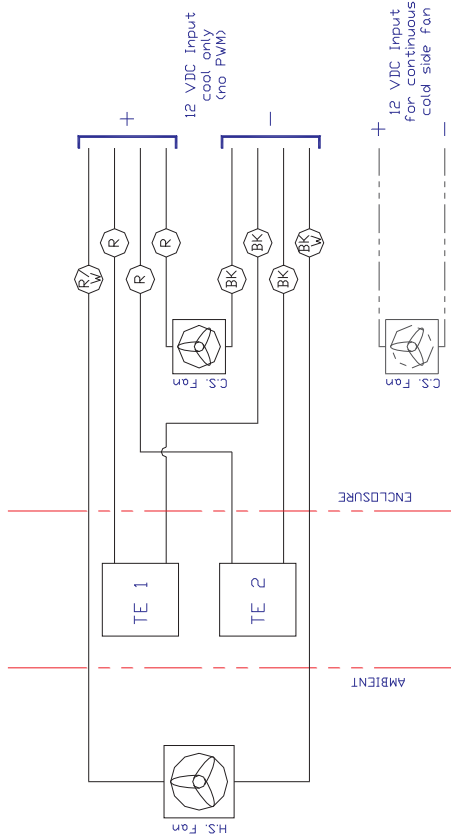 12 VDC Input
cool only
(no PWM)
+
-
12 VDC Input
for continuous
cold side fan
+
-
R/W
R
R
R
BK
BK
BK
BK/W
C.S. Fan
C.S. Fan
ENCLOSURE
TE 1
TE 2
AMBIENT
H.S. Fan